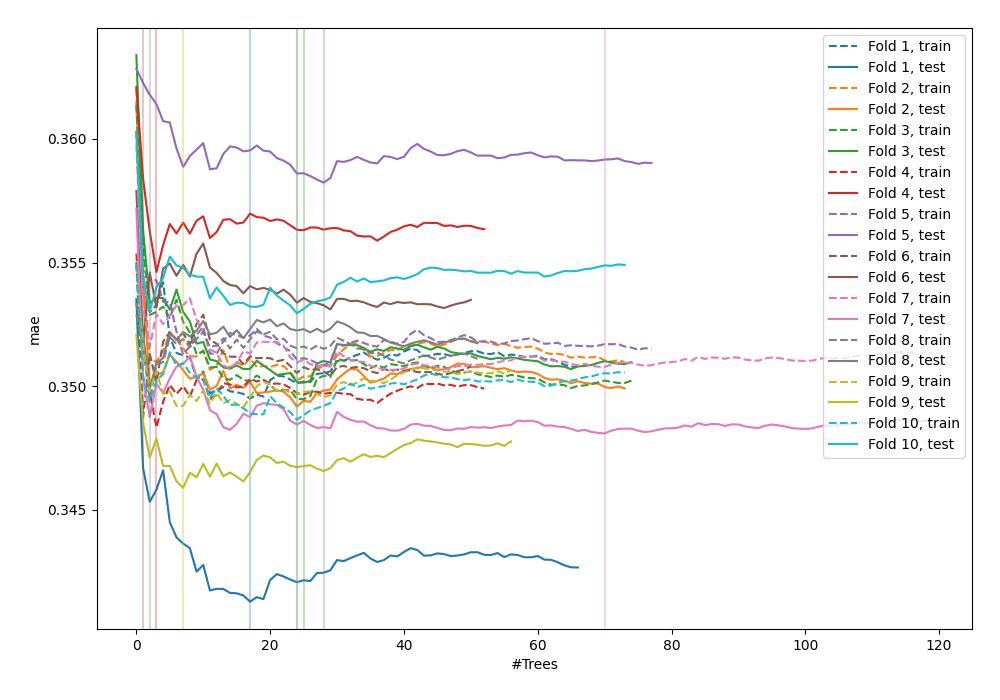 0.360
0.355
0.350
0.345
mae
0
20
40
60
80
100
120
#Trees
Fold 1, train
Fold 1, test
Fold 2, train
Fold 2, test
Fold 3, train
Fold 3, test
Fold 4, train
Fold 4, test
Fold 5, train
Fold 5, test
Fold 6, train
Fold 6, test
Fold 7, train
Fold 7, test
Fold 8, train
Fold 8, test
Fold 9, train
Fold 9, test
Fold 10, train
Fold 10, test